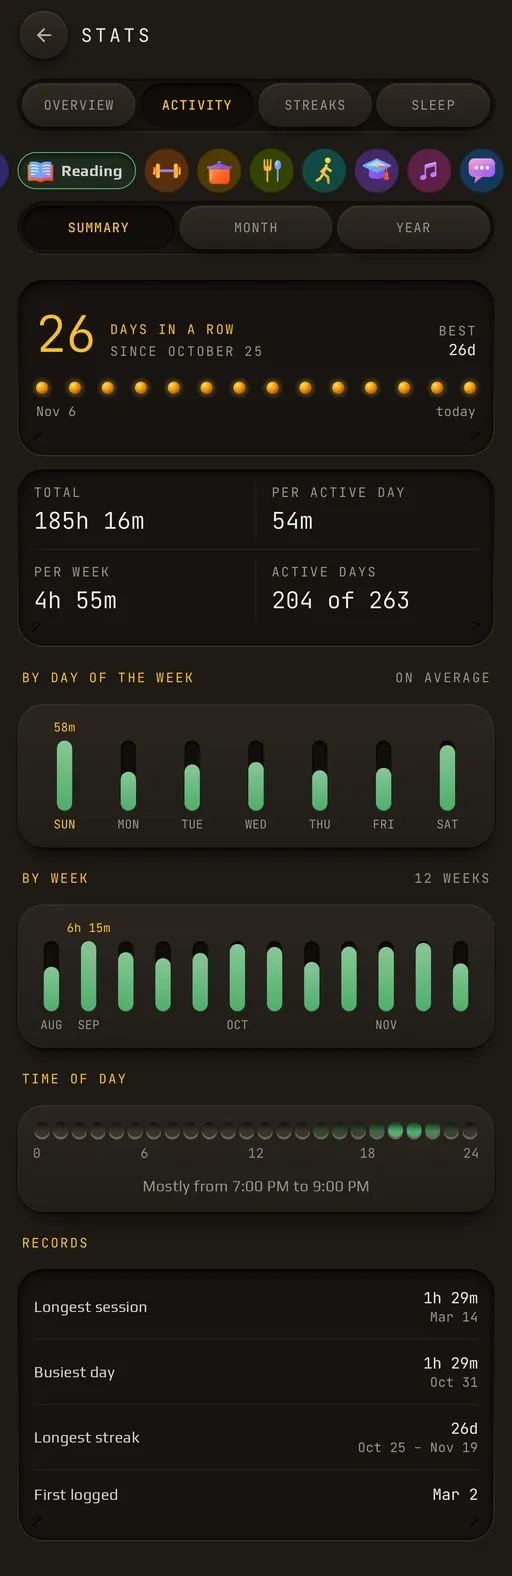 STATS
OVERVIEW ACTIVITY STREAKS SLEEP
Reading
SUMMARY MONTH YEAR
26 DAYS IN A ROW
SINCE OCTOBER 25
BEST
26d
Nov 6 today
TOTAL PER ACTIVE DAY
185h 16m 54m
PER WEEK ACTIVE DAYS
4h 55m 204 of 263
BY DAY OF THE WEEK ON AVERAGE
58m
SUN MON TUE WED THU FRI SAT
BY WEEK 12 WEEKS
6h 15m
AUG SEP OCT NOV
TIME OF DAY
0 6 12 18 24
Mostly from 7:00 PM to 9:00 PM
RECORDS
Longest session 1h 29m
Mar 14
Busiest day 1h 29m
Oct 31
Longest streak 26d
Oct 25 – Nov 19
First logged Mar 2